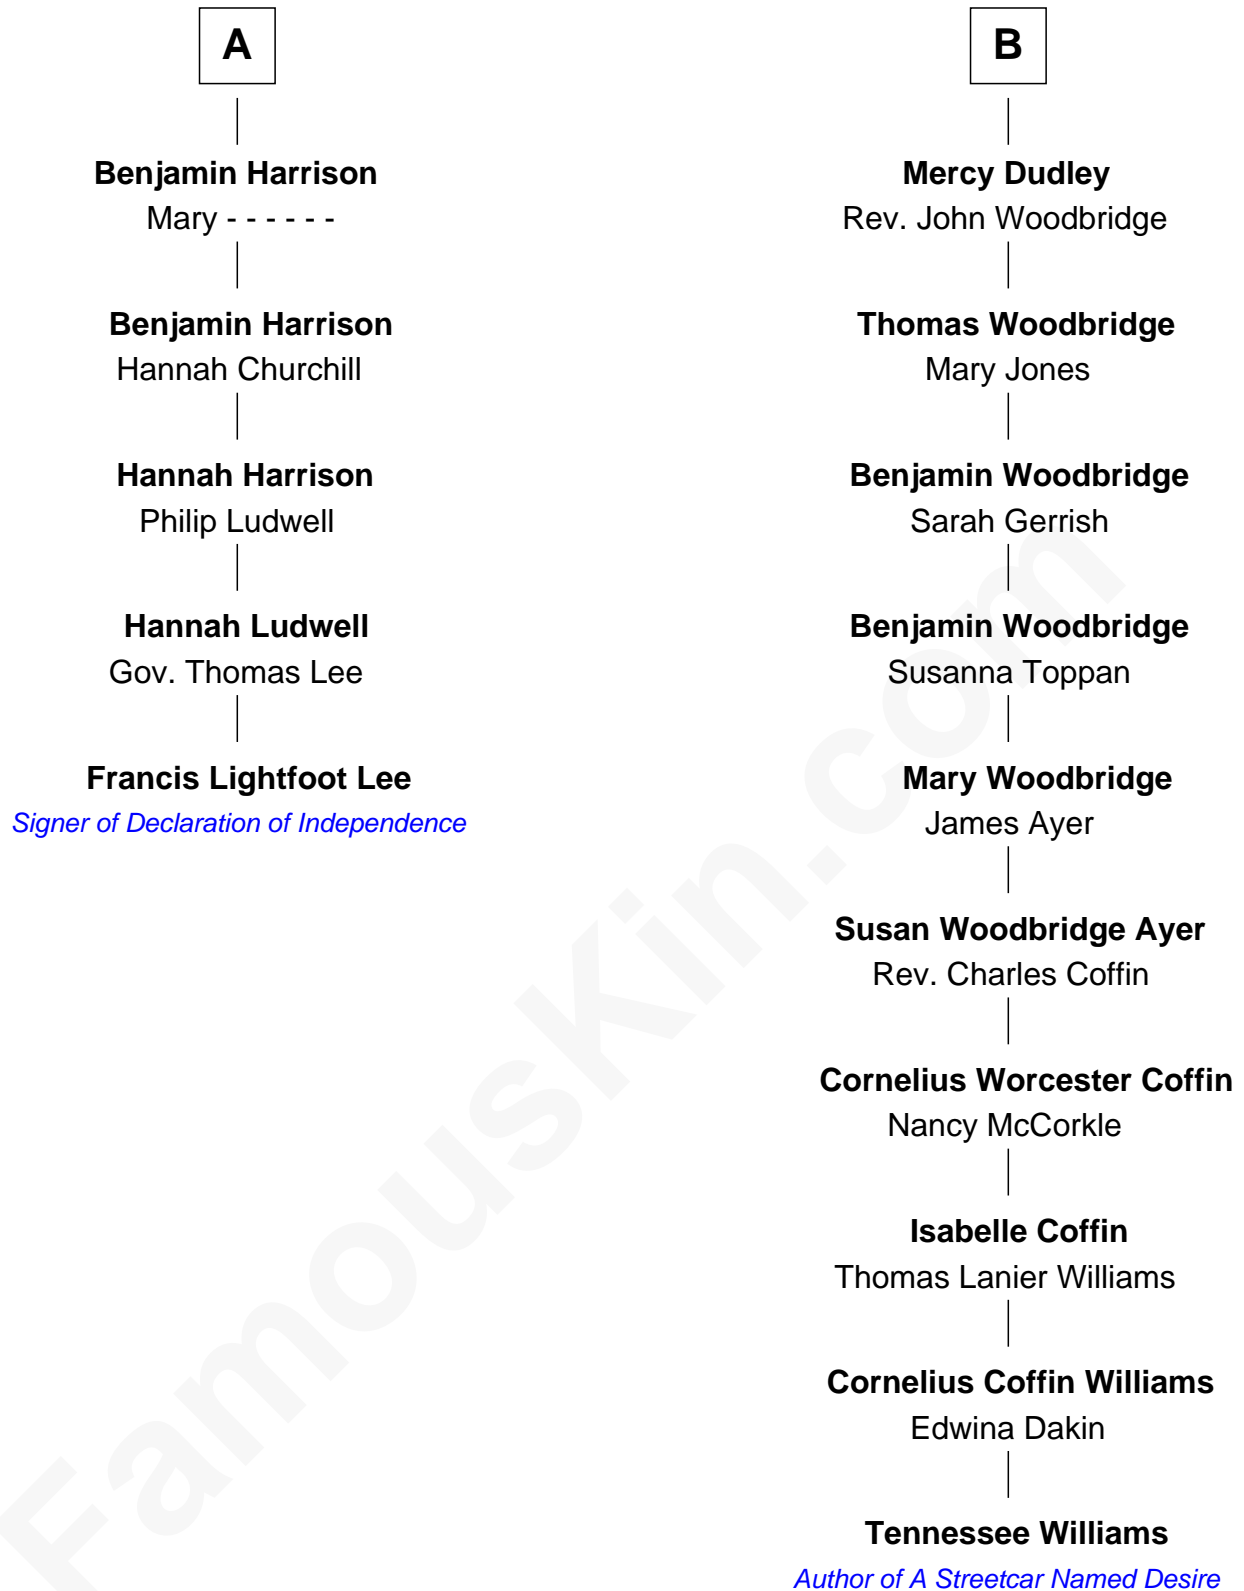 A
Benjamin Harrison
Mary - - - - - -
Benjamin Harrison
Hannah Churchill
Hannah Harrison
Philip Ludwell
Hannah Ludwell
Gov. Thomas Lee
Francis Lightfoot Lee
Signer of Declaration of Independence
B
Mercy Dudley
Rev. John Woodbridge
Thomas Woodbridge
Mary Jones
Benjamin Woodbridge
Sarah Gerrish
Benjamin Woodbridge
Susanna Toppan
Mary Woodbridge
James Ayer
Susan Woodbridge Ayer
Rev. Charles Coffin
Cornelius Worcester Coffin
Nancy McCorkle
Isabelle Coffin
Thomas Lanier Williams
Cornelius Coffin Williams
Edwina Dakin
Tennessee Williams
Author of A Streetcar Named Desire
FamousKin.com